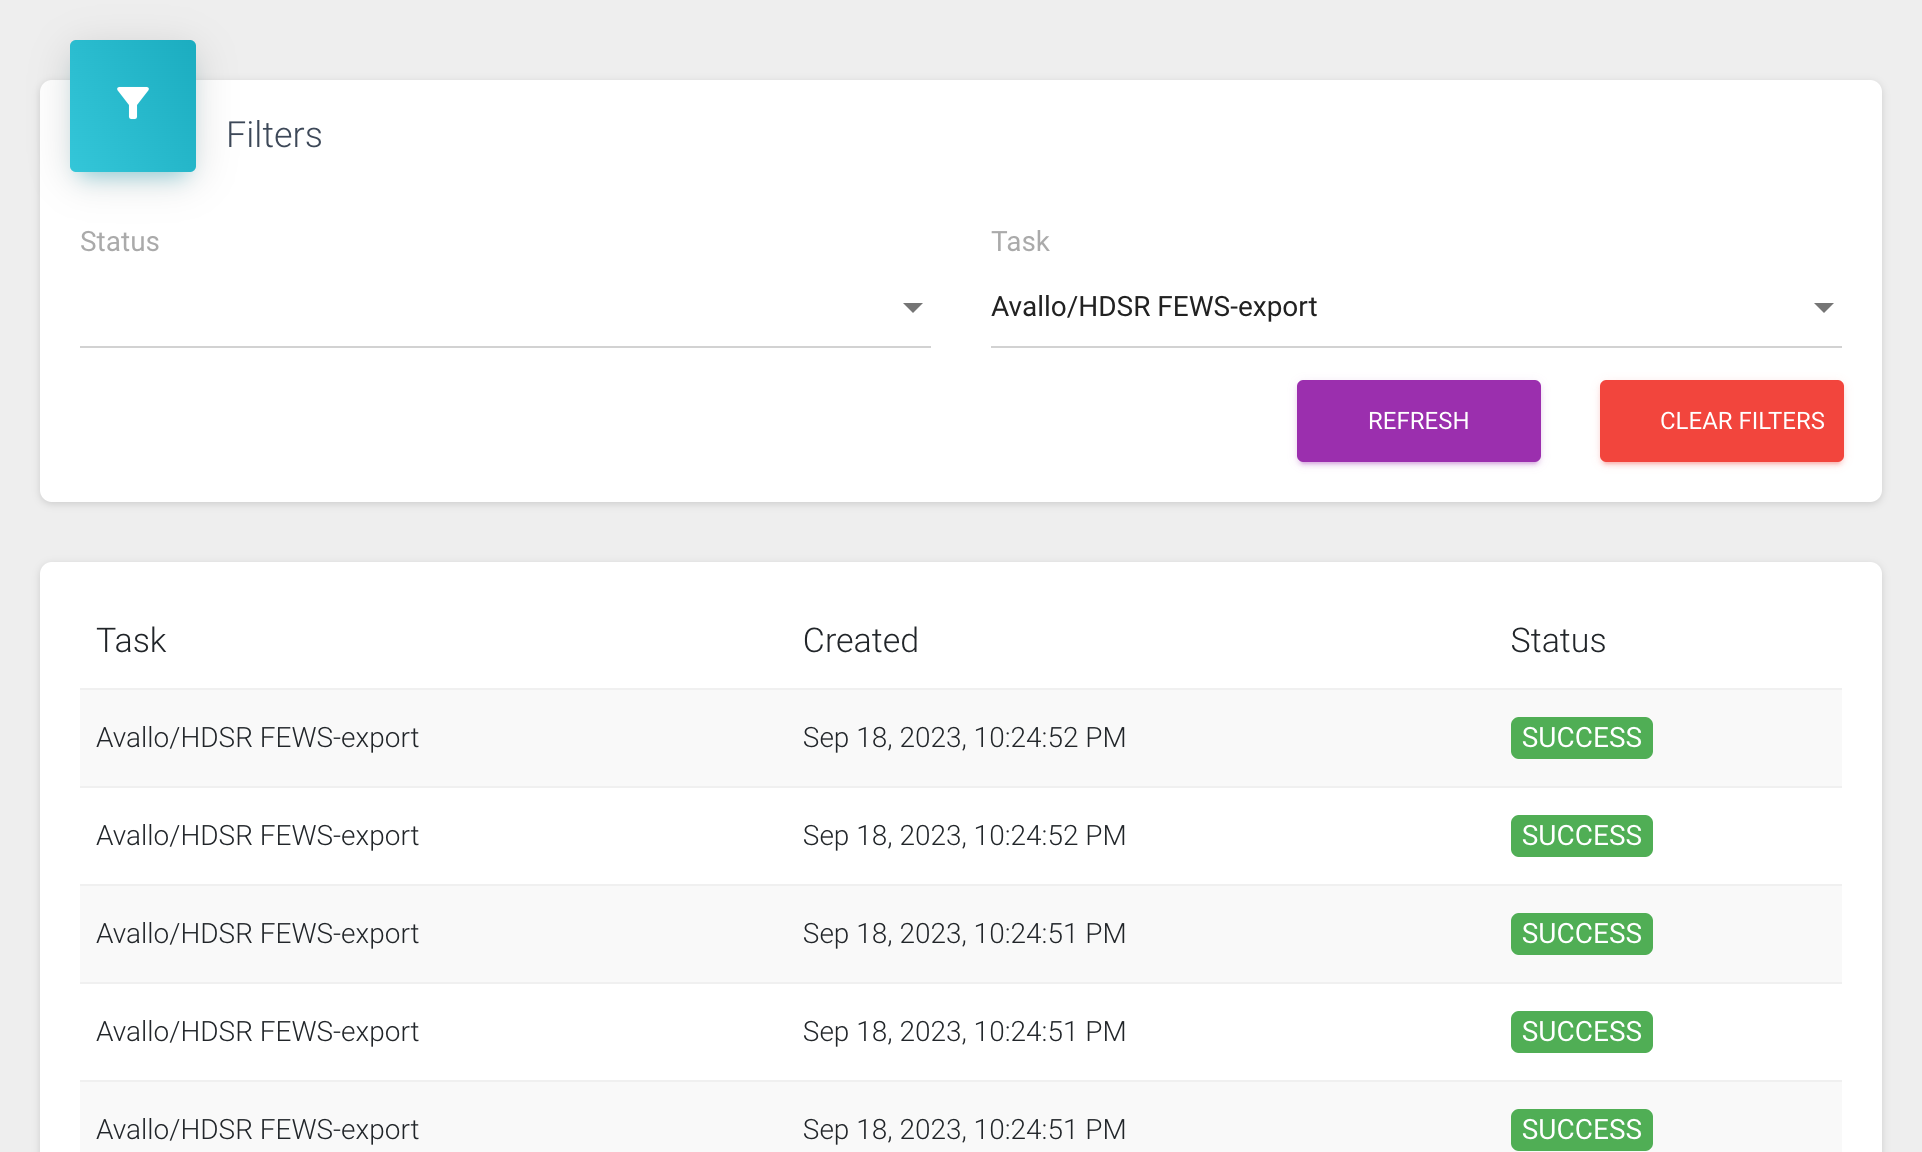 Filters
Status Task
Avallo/HDSR FEWS-export
REFRESH CLEAR FILTERS
Task Created Status
Avallo/HDSR FEWS-export Sep 18, 2023, 10:24:52 PM SUCCESS
Avallo/HDSR FEWS-export Sep 18, 2023, 10:24:52 PM SUCCESS
Avallo/HDSR FEWS-export Sep 18, 2023, 10:24:51 PM SUCCESS
Avallo/HDSR FEWS-export Sep 18, 2023, 10:24:51 PM SUCCESS
Avallo/HDSR FEWS-export Sep 18, 2023, 10:24:51 PM SUCCESS